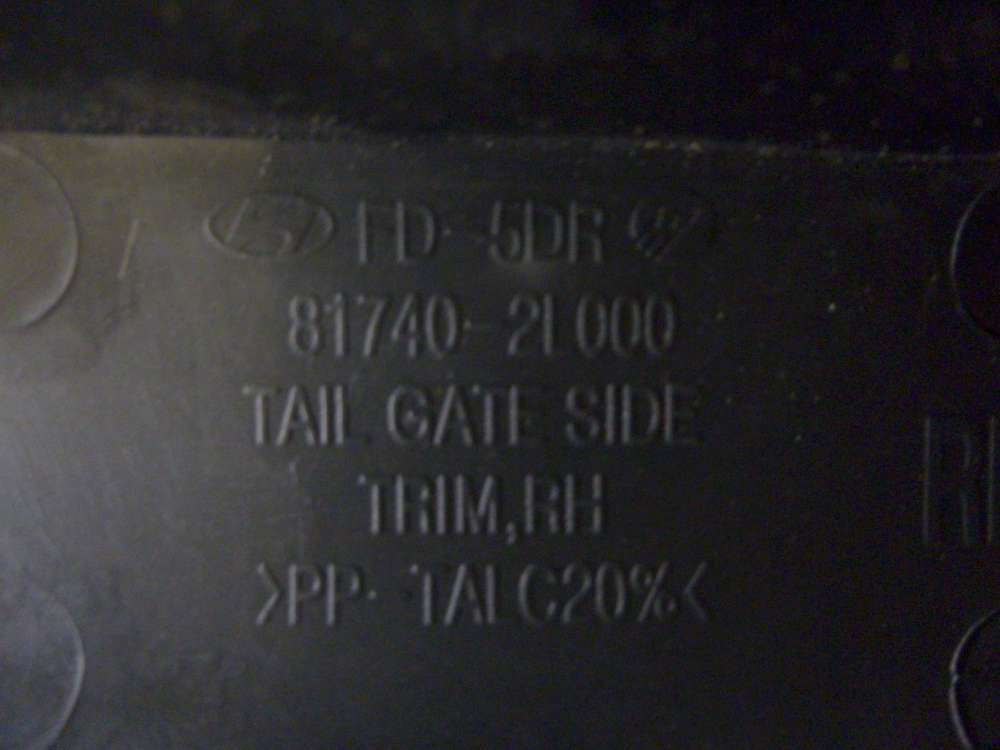 FD-5DR
81740-2L000
TAIL GATE SIDE
TRIM,RH
>PP-TALC20%<